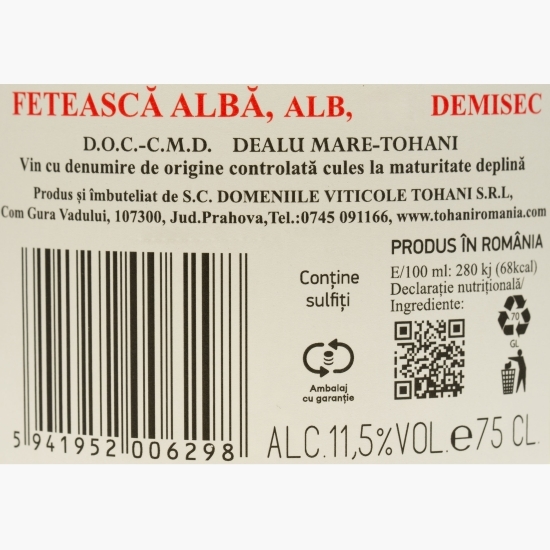 FETEASCĂ ALBĂ, ALB, DEMISEC
D.O.C.-C.M.D. DEALU MARE-TOHANI
Vin cu denumire de origine controlată cules la maturitate deplină
Produs și îmbuteliat de S.C. DOMENIILE VITICOLE TOHANI S.R.L,
Com Gura Vadului, 107300, Jud.Prahova,Tel.:0745 091166, www.tohaniromania.com
PRODUS ÎN ROMÂNIA
E/100 ml: 280 kj (68kcal)
Declarație nutrițională/
Ingrediente:
Conține
sulfiți
70
GL
Ambalaj
cu garanție
5 941952 006298
ALC.11,5%VOL.e75 CL.